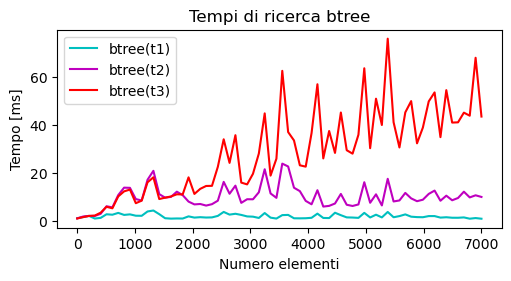 Tempi di ricerca btree
btree(t1)
btree(t2)
btree(t3)
Tempo [ms]
60
40
20
0
0
1000
2000
3000
4000
5000
6000
7000
Numero elementi